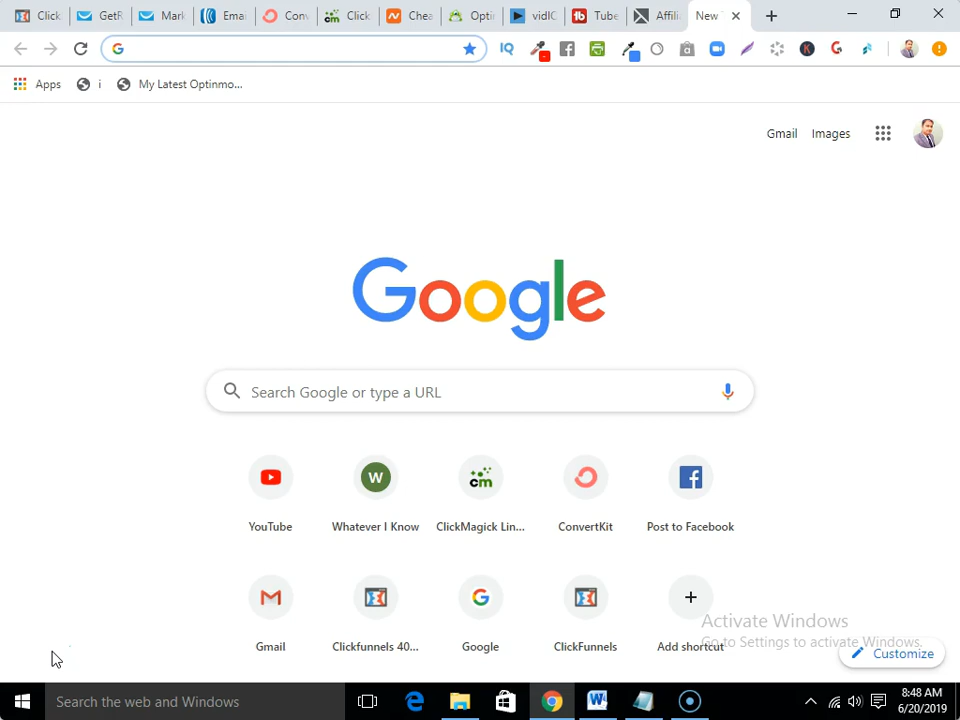 Click GetR Mark Emai Conv Click Chea Opti vidIC Tube Affili New
Apps i My Latest Optinmo...
Gmail Images
Google
Search Google or type a URL
W
cm
YouTube Whatever I Know ClickMagick Lin... ConvertKit Post to Facebook
Gmail Clickfunnels 40... Google ClickFunnels Add shortcut
Activate Windows
Go to Settings to activate Windows.
Customize
Search the web and Windows
8:48 AM
6/20/2019